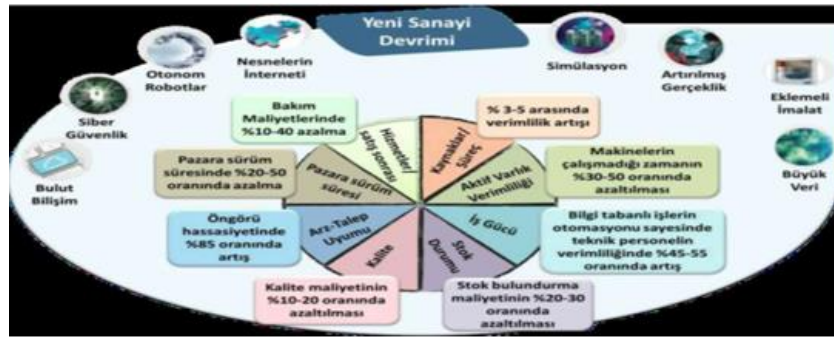 Yeni Sanayi
Devrimi
Nesnelerin
İnterneti
Otonom
Robotlar
Siber
Güvenlik
Bulut
Bilişim
Simülasyon
Artırılmış
Gerçeklik
Eklemeli
İmalat
Büyük
Veri
Bakım
Maliyetlerinde
%10-40 azalma
Pazara sürüm
süresinde %20-50
oranında azalma
Öngörü
hassasiyetinde
%85 oranında
artış
Kalite maliyetinin
%10-20 oranında
azaltılması
% 3-5 arasında
verimlilik artışı
Makinelerin
çalışmadığı zamanın
%30-50 oranında
azaltılması
Bilgi tabanlı işlerin
otomasyonu sayesinde
teknik personelin
verimliliğinde %45-55
oranında artış
Stok bulundurma
maliyetinin %20-30
oranında
azaltılması
Hizmetler/
satış sonrası
Kaynaklar/
Süreç
Pazara sürüm
süresi
Aktif Varlık
Verimliliği
Arz-Talep
Uyumu
İş Gücü
Kalite
Stok
Durumu